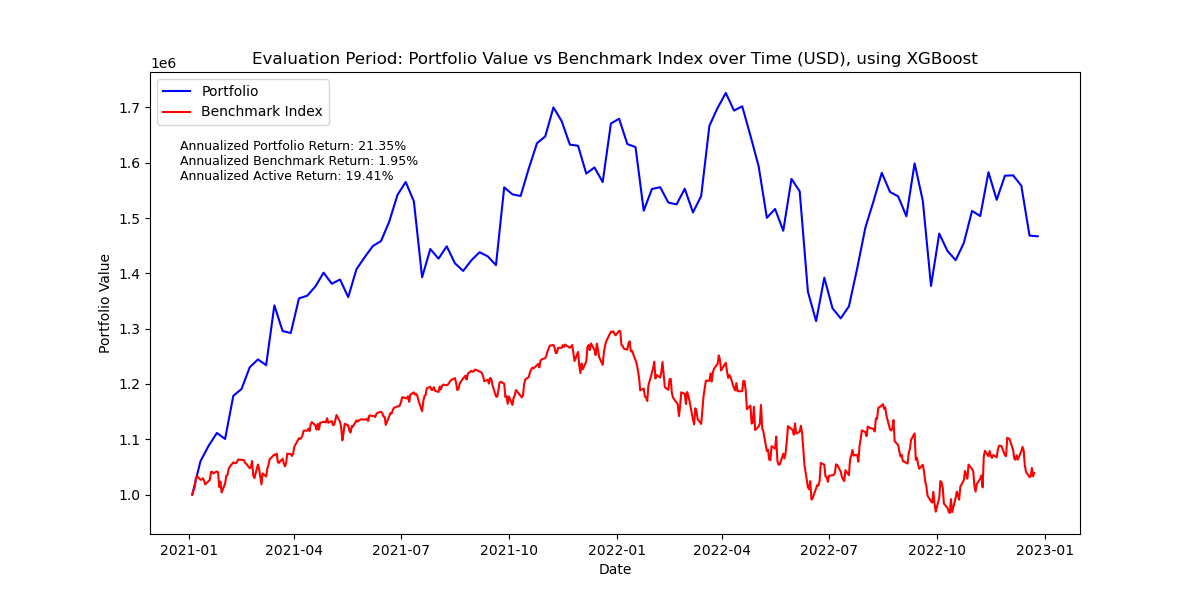 Evaluation Period: Portfolio Value vs Benchmark Index over Time (USD), using XGBoost
1e6
Portfolio
Benchmark Index
Annualized Portfolio Return: 21.35%
Annualized Benchmark Return: 1.95%
Annualized Active Return: 19.41%
1.7
1.6
1.5
1.4
1.3
1.2
1.1
1.0
Portfolio Value
2021-01 2021-04 2021-07 2021-10 2022-01 2022-04 2022-07 2022-10 2023-01
Date